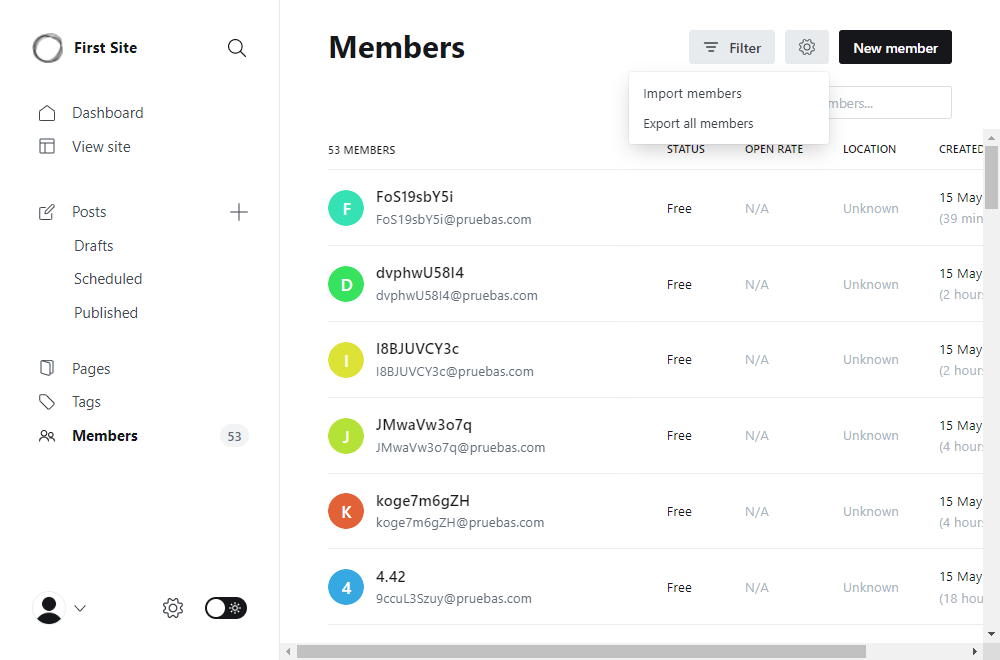 First Site
Dashboard
View site
Posts
Drafts
Scheduled
Published
Pages
Tags
Members
53
Members
Filter
New member
Import members
Export all members
53 MEMBERS
STATUS
OPEN RATE
LOCATION
CREATED
F
FoS19sbY5i
FoS19sbY5i@pruebas.com
Free
N/A
Unknown
15 May
(39 min
D
dvphwU58I4
dvphwU58I4@pruebas.com
Free
N/A
Unknown
15 May
(2 hours
I
I8BJUVCY3c
I8BJUVCY3c@pruebas.com
Free
N/A
Unknown
15 May
(2 hours
J
JMwaVw3o7q
JMwaVw3o7q@pruebas.com
Free
N/A
Unknown
15 May
(4 hours
K
koge7m6gZH
koge7m6gZH@pruebas.com
Free
N/A
Unknown
15 May
(4 hours
4
4.42
9ccuL3Szuy@pruebas.com
Free
N/A
Unknown
15 May
(18 hou